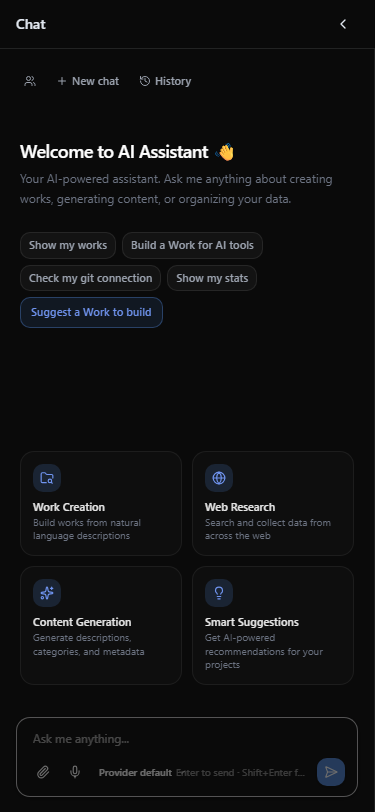 Chat
New chat
History
Welcome to AI Assistant 👋
Your AI-powered assistant. Ask me anything about creating
works, generating content, or organizing your data.
Show my works
Build a Work for AI tools
Check my git connection
Show my stats
Suggest a Work to build
Work Creation
Build works from natural
language descriptions
Web Research
Search and collect data from
across the web
Content Generation
Generate descriptions,
categories, and metadata
Smart Suggestions
Get AI-powered
recommendations for your
projects
Ask me anything...
Provider default Enter to send · Shift+Enter f...